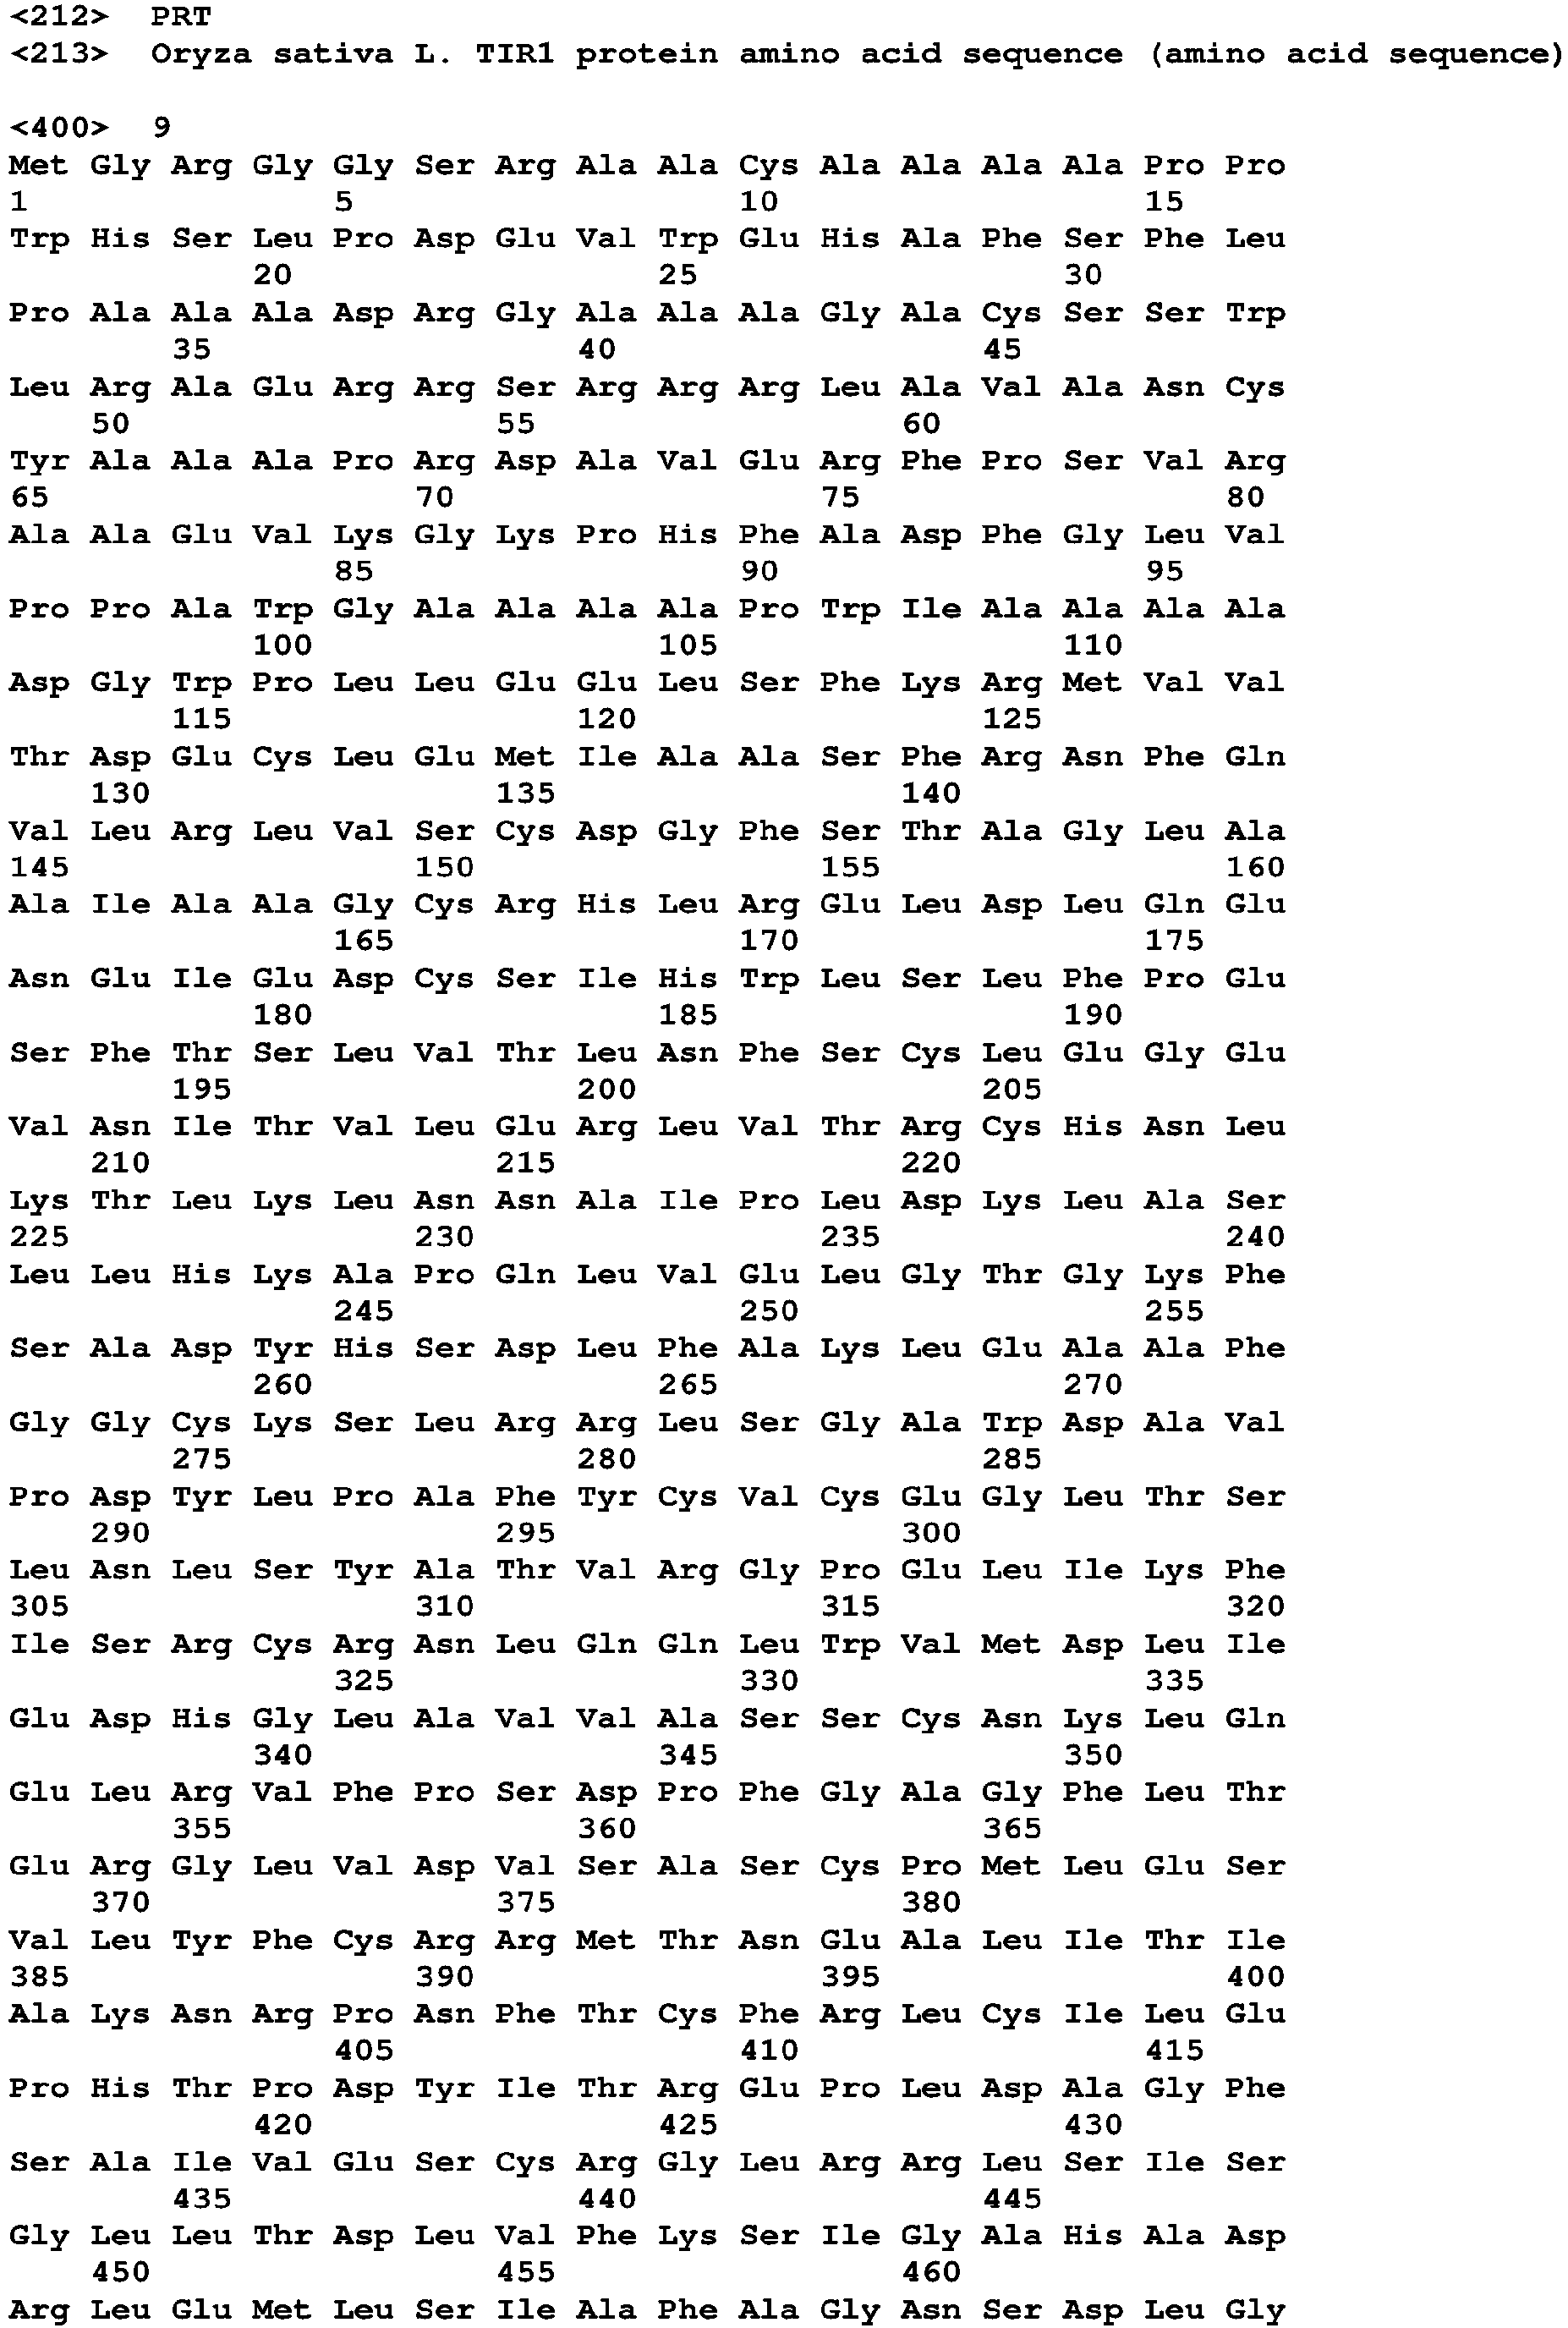 <212> PRT
<213> Oryza sativa L. TIR1 protein amino acid sequence (amino acid sequence)
<400> 9
Met Gly Arg Gly Gly Ser Arg Ala Ala Cys Ala Ala Ala Ala Pro Pro
1 5 10 15
Trp His Ser Leu Pro Asp Glu Val Trp Glu His Ala Phe Ser Phe Leu
20 25 30
Pro Ala Ala Ala Asp Arg Gly Ala Ala Ala Gly Ala Cys Ser Ser Trp
35 40 45
Leu Arg Ala Glu Arg Arg Ser Arg Arg Arg Leu Ala Val Ala Asn Cys
50 55 60
Tyr Ala Ala Ala Pro Arg Asp Ala Val Glu Arg Phe Pro Ser Val Arg
65 70 75 80
Ala Ala Glu Val Lys Gly Lys Pro His Phe Ala Asp Phe Gly Leu Val
85 90 95
Pro Pro Ala Trp Gly Ala Ala Ala Ala Pro Trp Ile Ala Ala Ala Ala
100 105 110
Asp Gly Trp Pro Leu Leu Glu Glu Leu Ser Phe Lys Arg Met Val Val
115 120 125
Thr Asp Glu Cys Leu Glu Met Ile Ala Ala Ser Phe Arg Asn Phe Gln
130 135 140
Val Leu Arg Leu Val Ser Cys Asp Gly Phe Ser Thr Ala Gly Leu Ala
145 150 155 160
Ala Ile Ala Ala Gly Cys Arg His Leu Arg Glu Leu Asp Leu Gln Glu
165 170 175
Asn Glu Ile Glu Asp Cys Ser Ile His Trp Leu Ser Leu Phe Pro Glu
180 185 190
Ser Phe Thr Ser Leu Val Thr Leu Asn Phe Ser Cys Leu Glu Gly Glu
195 200 205
Val Asn Ile Thr Val Leu Glu Arg Leu Val Thr Arg Cys His Asn Leu
210 215 220
Lys Thr Leu Lys Leu Asn Asn Ala Ile Pro Leu Asp Lys Leu Ala Ser
225 230 235 240
Leu Leu His Lys Ala Pro Gln Leu Val Glu Leu Gly Thr Gly Lys Phe
245 250 255
Ser Ala Asp Tyr His Ser Asp Leu Phe Ala Lys Leu Glu Ala Ala Phe
260 265 270
Gly Gly Cys Lys Ser Leu Arg Arg Leu Ser Gly Ala Trp Asp Ala Val
275 280 285
Pro Asp Tyr Leu Pro Ala Phe Tyr Cys Val Cys Glu Gly Leu Thr Ser
290 295 300
Leu Asn Leu Ser Tyr Ala Thr Val Arg Gly Pro Glu Leu Ile Lys Phe
305 310 315 320
Ile Ser Arg Cys Arg Asn Leu Gln Gln Leu Trp Val Met Asp Leu Ile
325 330 335
Glu Asp His Gly Leu Ala Val Val Ala Ser Ser Cys Asn Lys Leu Gln
340 345 350
Glu Leu Arg Val Phe Pro Ser Asp Pro Phe Gly Ala Gly Phe Leu Thr
355 360 365
Glu Arg Gly Leu Val Asp Val Ser Ala Ser Cys Pro Met Leu Glu Ser
370 375 380
Val Leu Tyr Phe Cys Arg Arg Met Thr Asn Glu Ala Leu Ile Thr Ile
385 390 395 400
Ala Lys Asn Arg Pro Asn Phe Thr Cys Phe Arg Leu Cys Ile Leu Glu
405 410 415
Pro His Thr Pro Asp Tyr Ile Thr Arg Glu Pro Leu Asp Ala Gly Phe
420 425 430
Ser Ala Ile Val Glu Ser Cys Arg Gly Leu Arg Arg Leu Ser Ile Ser
435 440 445
Gly Leu Leu Thr Asp Leu Val Phe Lys Ser Ile Gly Ala His Ala Asp
450 455 460
Arg Leu Glu Met Leu Ser Ile Ala Phe Ala Gly Asn Ser Asp Leu Gly